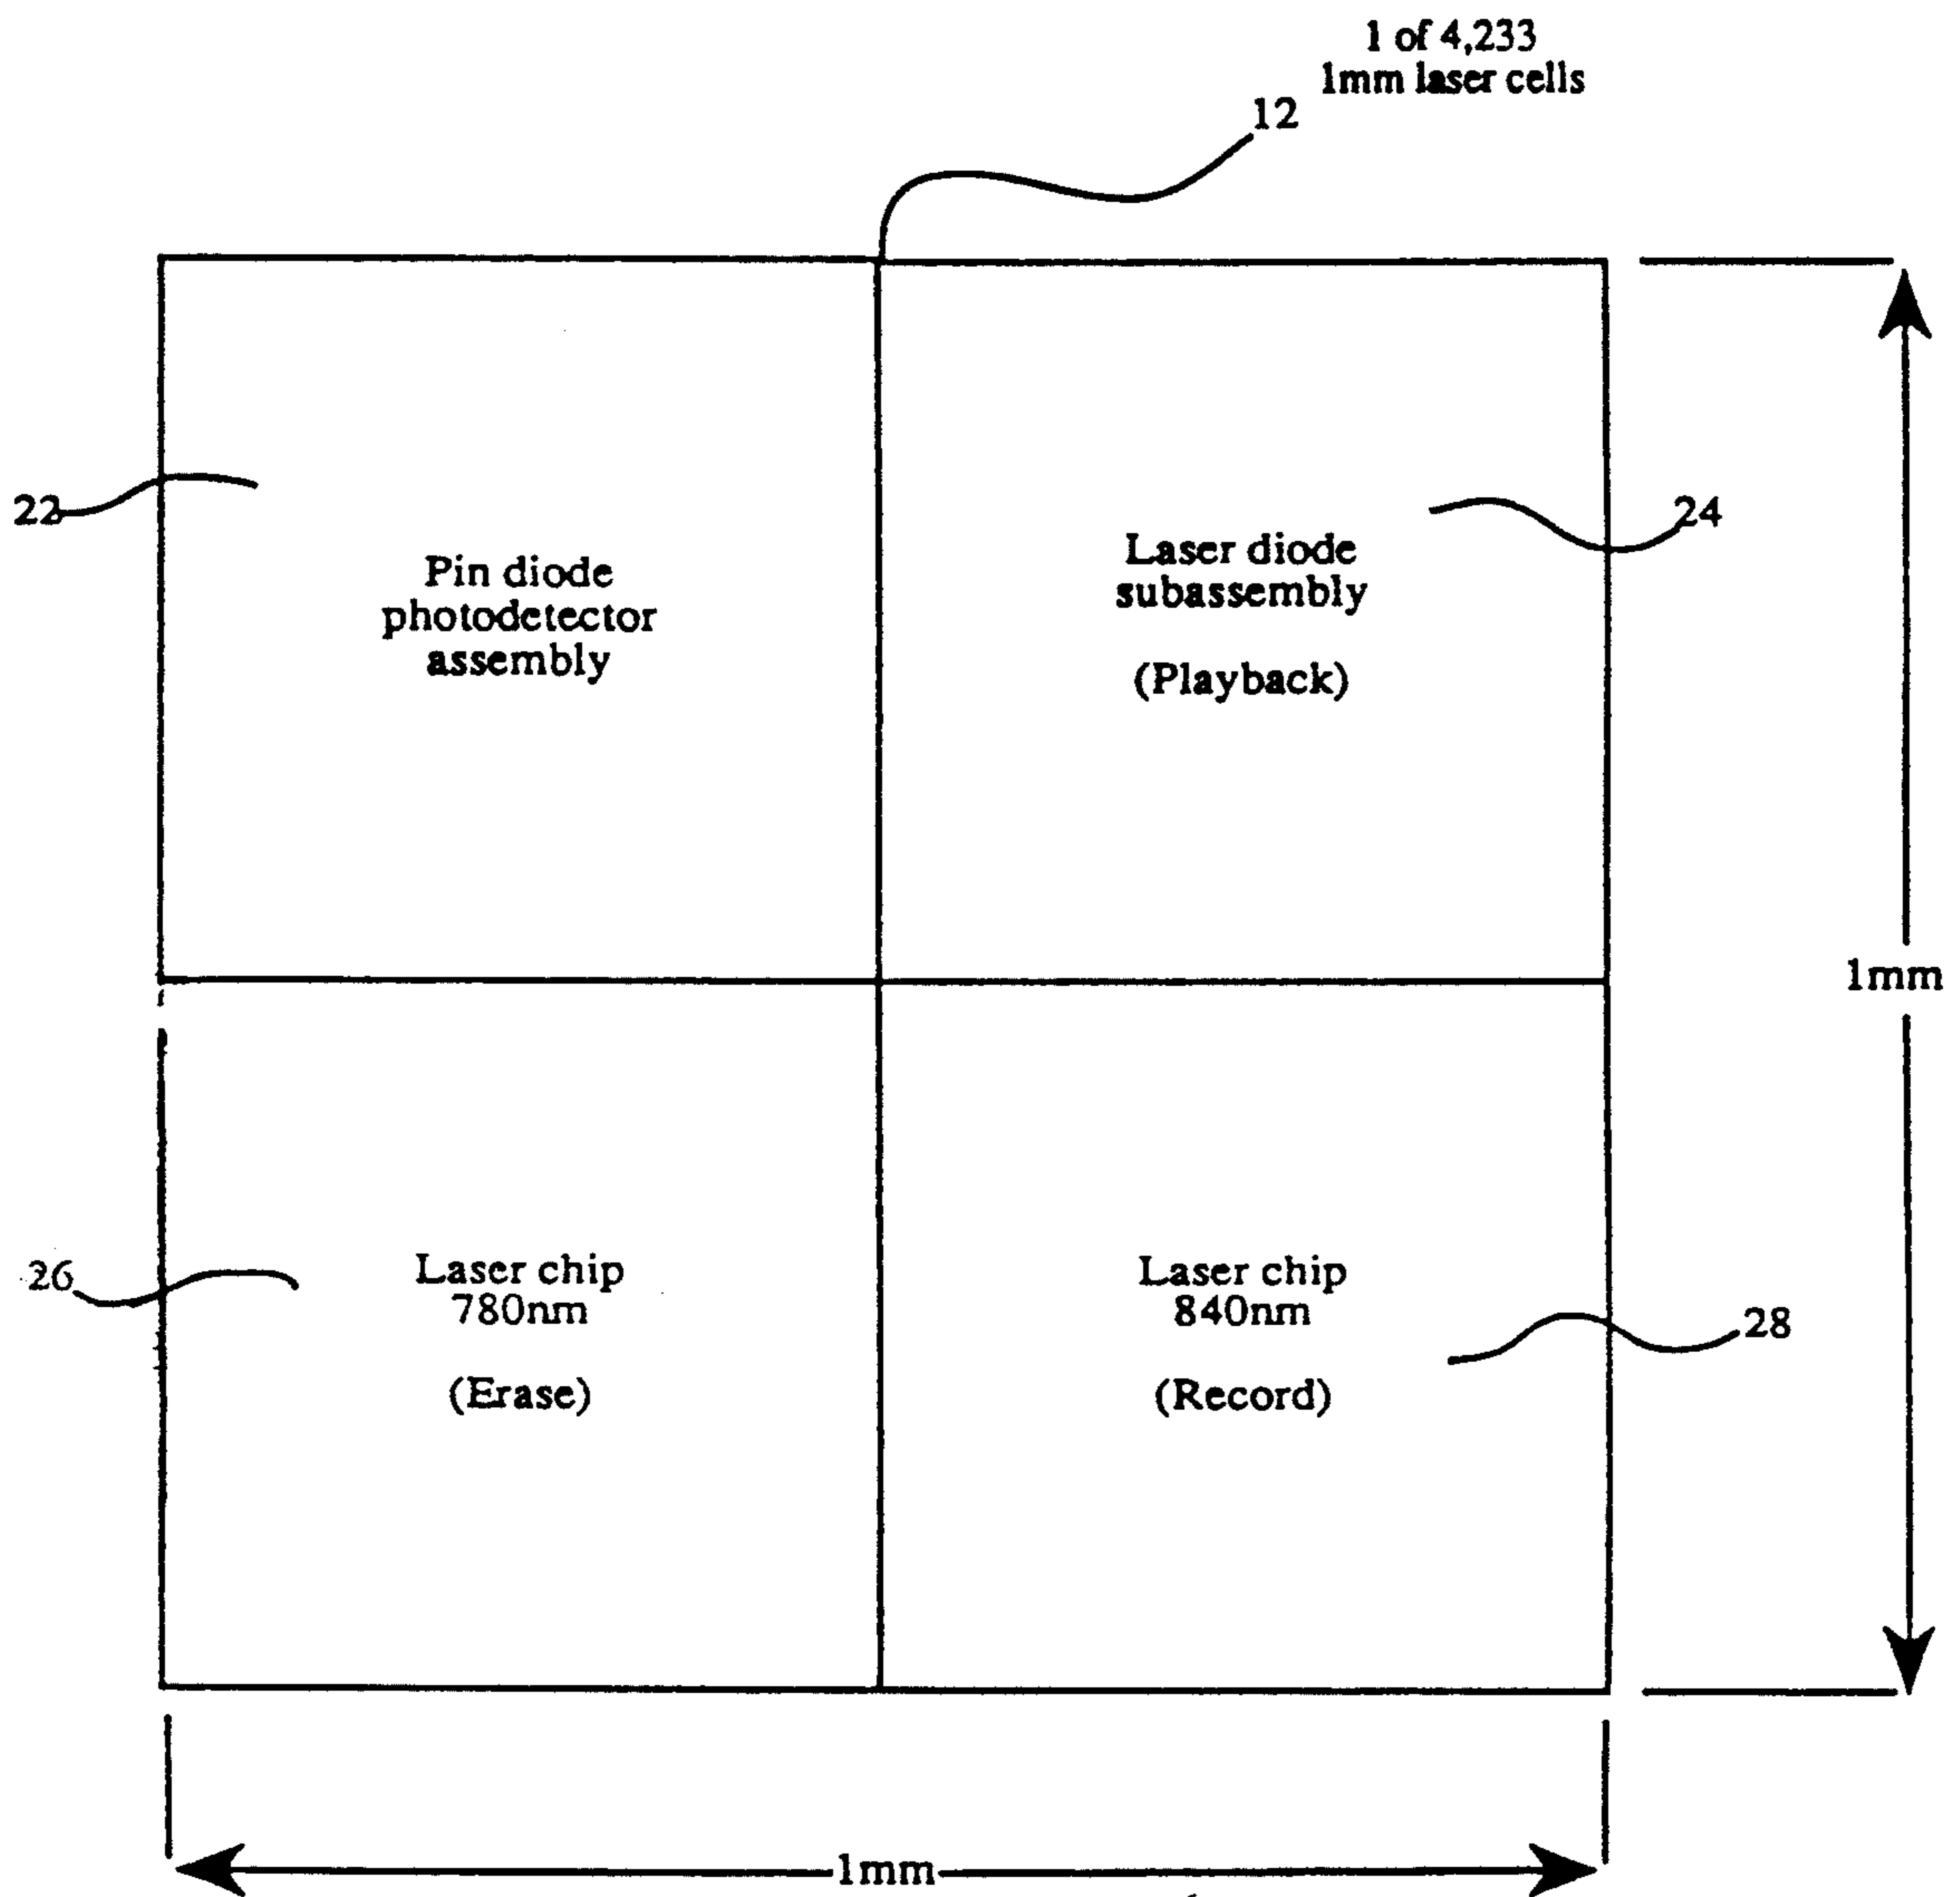 1 of 4,233
1mm laser cells
12
22
24
Pin diode
photodetector
assembly
Laser diode
subassembly
(Playback)
1mm
26
Laser chip
780nm
(Erase)
Laser chip
840nm
(Record)
28
1mm